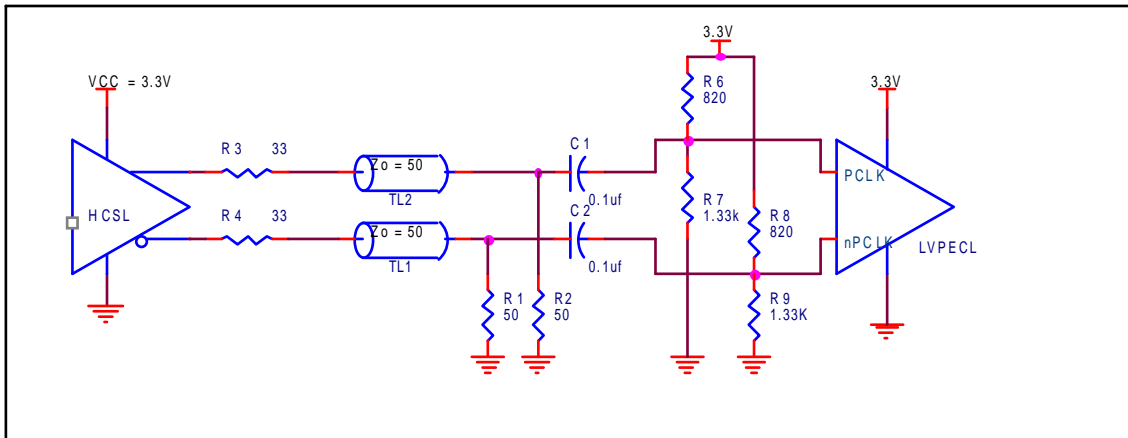 3.3V
VCC = 3.3V
R6
820
3.3V
R3 33
Zo = 50
TL2
C1
0.1uf
R7
1.33k
PCLK
HCSL
R4 33
Zo = 50
TL1
C2
0.1uf
R8
820
nPCLK
LVPECL
R1
50
R2
50
R9
1.33K